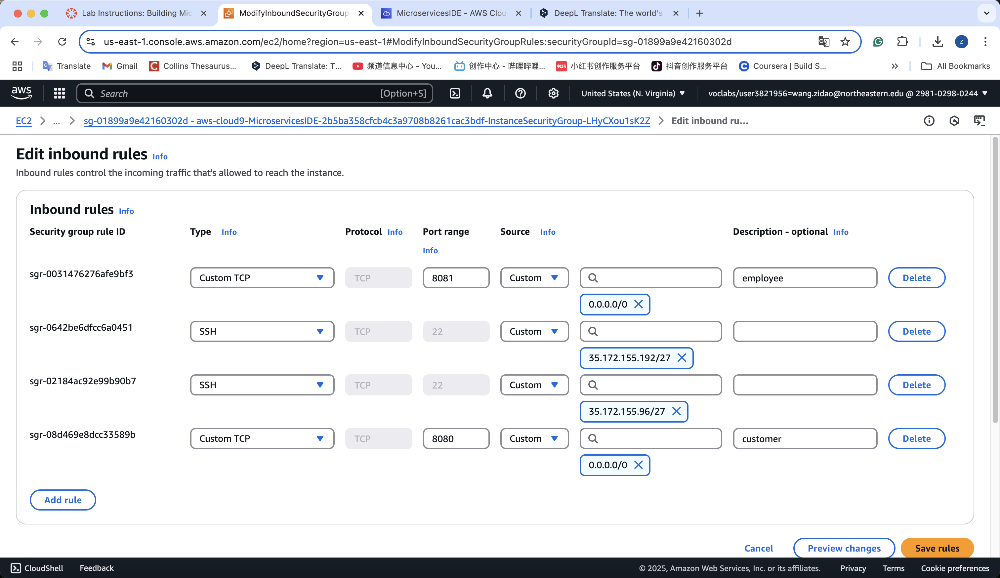 Lab Instructions: Building Mic
ModifyInboundSecurityGroup
MicroservicesIDE - AWS Clou
DeepL Translate: The world's
us-east-1.console.aws.amazon.com/ec2/home?region=us-east-1#ModifyInboundSecurityGroupRules:securityGroupId=sg-01899a9e42160302d
z
Translate
Gmail
Collins Thesaurus...
DeepL Translate: T...
频道信息中心 - You...
创作中心 - 哔哩哔哩...
小红书创作服务平台
抖音创作服务平台
Coursera | Build S...
All Bookmarks
aws
Search
[Option+S]
United States (N. Virginia)
voclabs/user3821956=wang.zidao@northeastern.edu @ 2981-0298-0244
EC2
...
sg-01899a9e42160302d - aws-cloud9-MicroservicesIDE-2b5ba358cfcb4c3a9708b8261cac3bdf-InstanceSecurityGroup-LHyCXou1sK2Z
Edit inbound ru...
Edit inbound rules Info
Inbound rules control the incoming traffic that's allowed to reach the instance.
Inbound rules Info
Security group rule ID Type Info Protocol Info Port range Info Source Info Description - optional Info
sgr-0031476276afe9bf3 Custom TCP TCP 8081 Custom employee Delete
0.0.0.0/0
sgr-0642be6dfcc6a0451 SSH TCP 22 Custom Delete
35.172.155.192/27
sgr-02184ac92e99b90b7 SSH TCP 22 Custom Delete
35.172.155.96/27
sgr-08d469e8dcc33589b Custom TCP TCP 8080 Custom customer Delete
0.0.0.0/0
Add rule
Cancel
Preview changes
Save rules
CloudShell
Feedback
© 2025, Amazon Web Services, Inc. or its affiliates.
Privacy
Terms
Cookie preferences